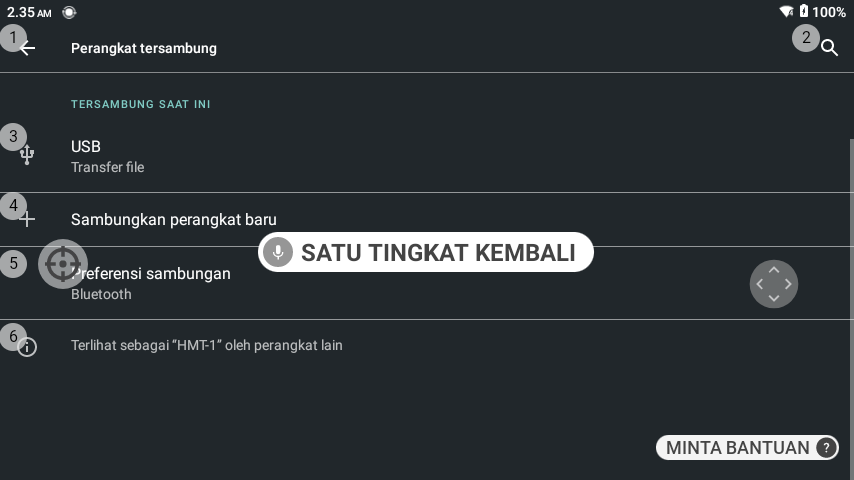 2.35 AM
100%
1
Perangkat tersambung
2
TERSAMBUNG SAAT INI
3
USB
Transfer file
4
Sambungkan perangkat baru
SATU TINGKAT KEMBALI
5
Preferensi sambungan
Bluetooth
6
Terlihat sebagai “HMT-1” oleh perangkat lain
MINTA BANTUAN ?